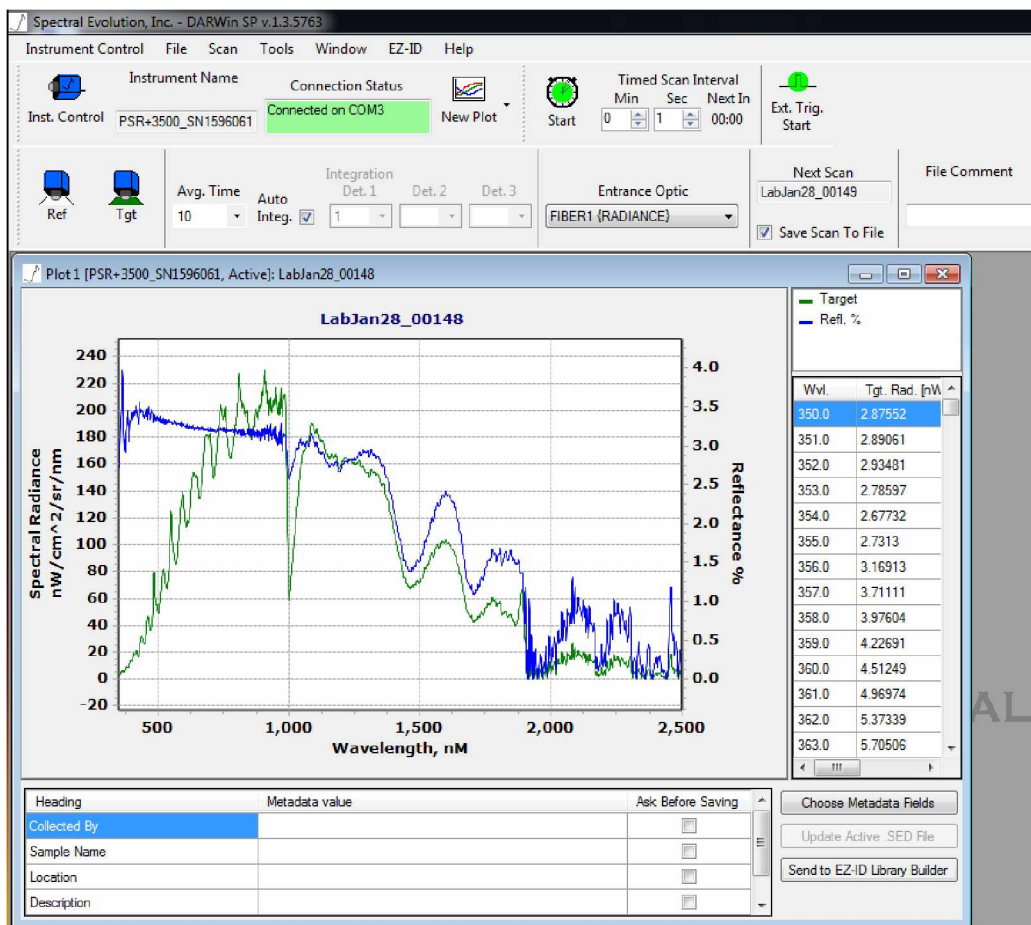 Spectral Evolution, Inc. - DARWin SP v.1.3.5763
Instrument Control File Scan Tools Window EZ-ID Help
Instrument Name
Connection Status
Timed Scan Interval
Min Sec Next In
Inst. Control
PSR+3500_SN1596061
Connected on COM3
New Plot
Start
0 1 00:00
Ext. Trig.
Start
Ref
Tgt
Avg. Time
10
Auto
Integ.
Integration
Det. 1 Det. 2 Det. 3
1
Entrance Optic
FIBER1 {RADIANCE}
Next Scan
LabJan28_00149
Save Scan To File
File Comment
Plot 1 [PSR+3500_SN1596061, Active]: LabJan28_00148
LabJan28_00148
Spectral Radiance
nW/cm^2/sr/nm
240
220
200
180
160
140
120
100
80
60
40
20
0
-20
4.0
3.5
3.0
2.5
2.0
1.5
1.0
0.5
0.0
Reflectance %
500 1,000 1,500 2,000 2,500
Wavelength, nM
Target
Refl. %
Wvl. Tgt. Rad. [nW
350.0 2.87552
351.0 2.89061
352.0 2.93481
353.0 2.78597
354.0 2.67732
355.0 2.7313
356.0 3.16913
357.0 3.71111
358.0 3.97604
359.0 4.22691
360.0 4.51249
361.0 4.96974
362.0 5.37339
363.0 5.70506
AL
Heading Metadata value Ask Before Saving
Collected By
Sample Name
Location
Description
Choose Metadata Fields
Update Active .SED File
Send to EZ-ID Library Builder